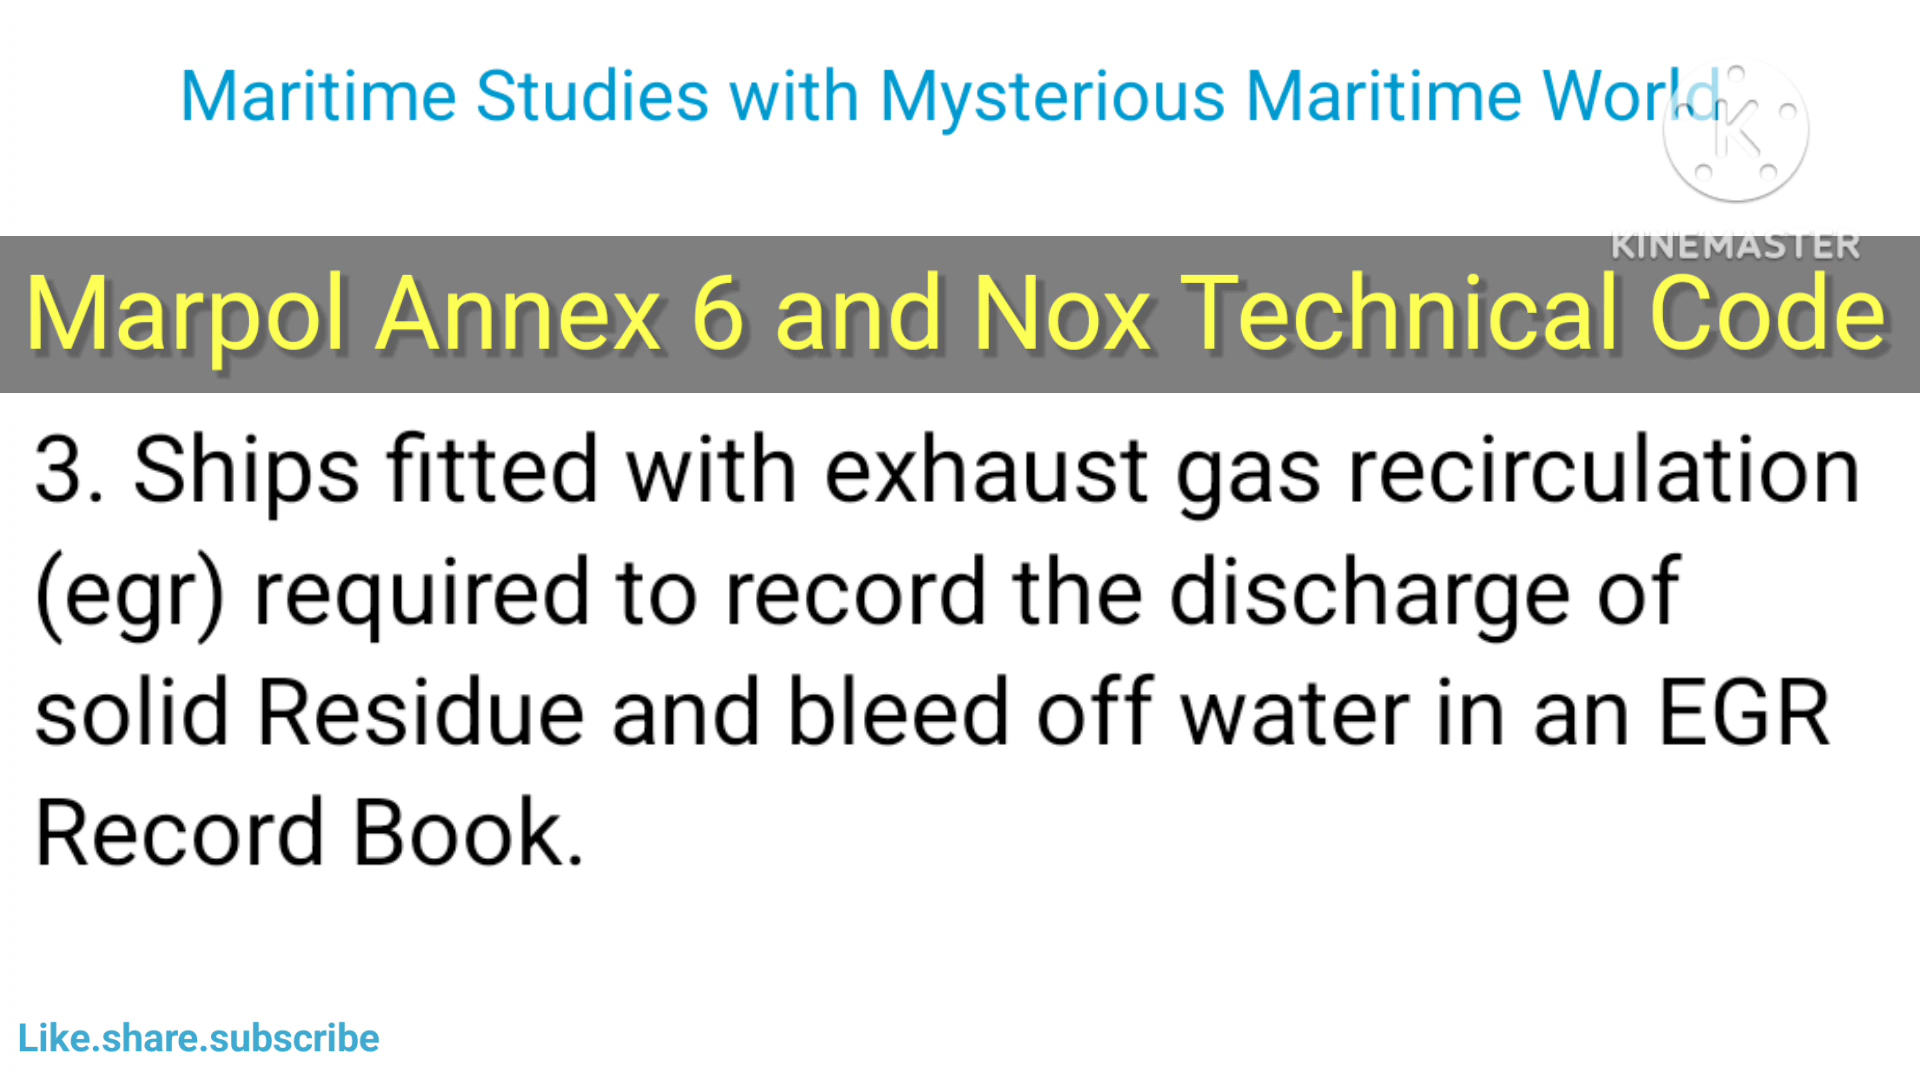 Maritime Studies with Mysterious Maritime World
K
KINEMASTER
Marpol Annex 6 and Nox Technical Code
3. Ships fitted with exhaust gas recirculation
(egr) required to record the discharge of
solid Residue and bleed off water in an EGR
Record Book.
Like.share.subscribe